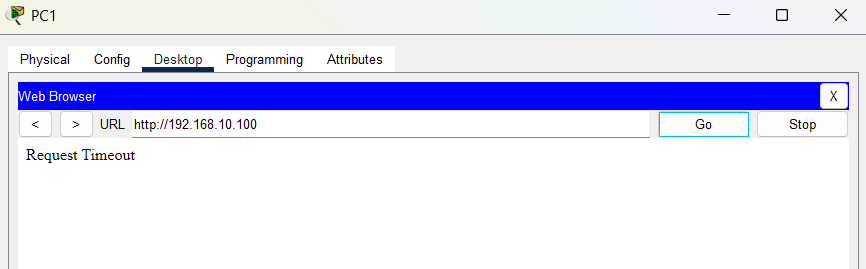 PC1
Physical Config Desktop Programming Attributes
Web Browser X
< > URL http://192.168.10.100 Go Stop
Request Timeout